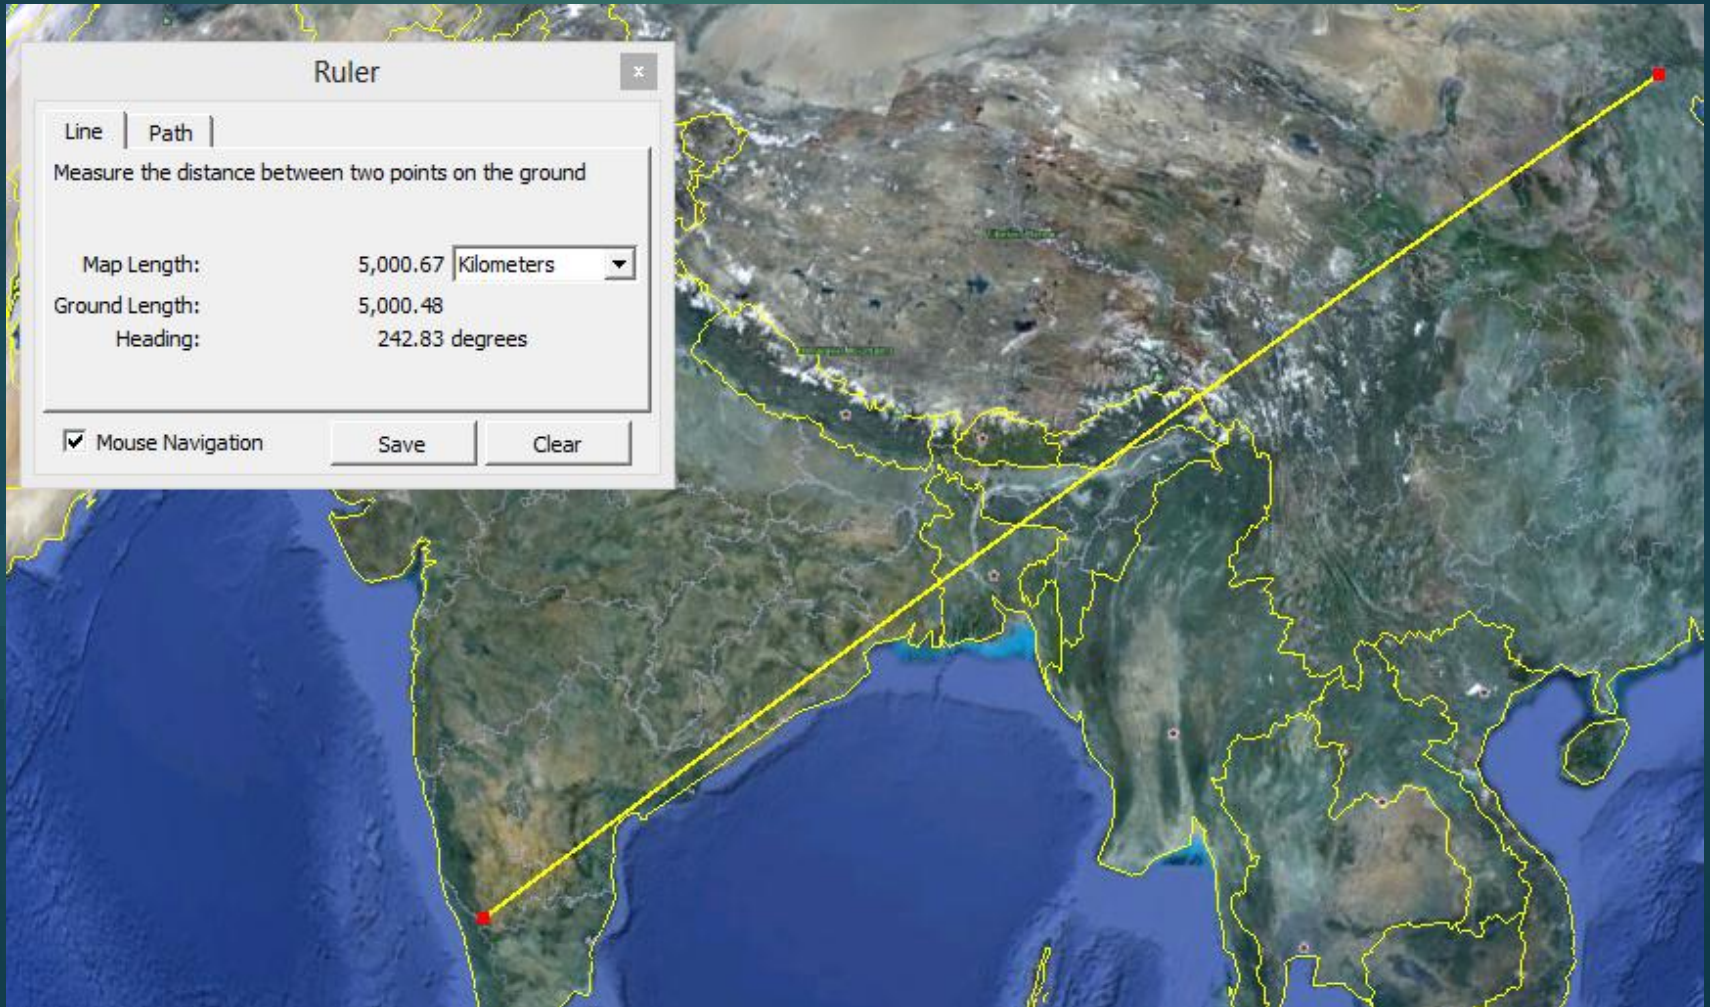 Ruler
Line
Path
Measure the distance between two points on the ground
Map Length: 5,000.67 Kilometers
Ground Length: 5,000.48
Heading: 242.83 degrees
Mouse Navigation
Save
Clear